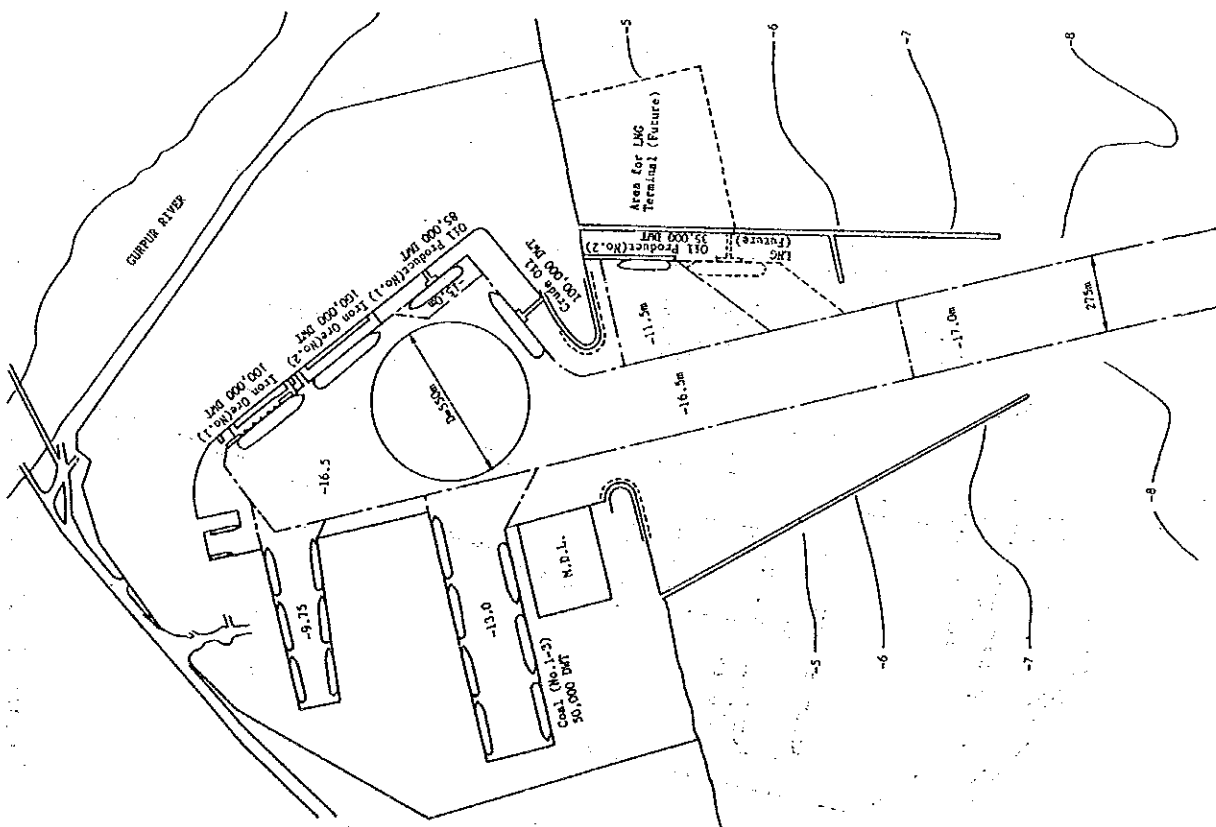 GURPUR RIVER
-5
-6
-7
-8
Area for LNG
Terminal (Future)
Oil Product(No.1)
85,000 DWT
-13.0m
Iron Ore(No.2)
100,000 DWT
Iron Ore(No.1)
100,000 DWT
Crude Oil
100,000 DWT
Oil Product(No.2)
35,000 DWT
LNG
(Future)
D=550m
-11.5m
-16.5m
-17.0m
275m
-16.5
-9.75
-13.0
N.D.L.
Coal (No.1-3)
50,000 DWT
-5
-6
-7
-8